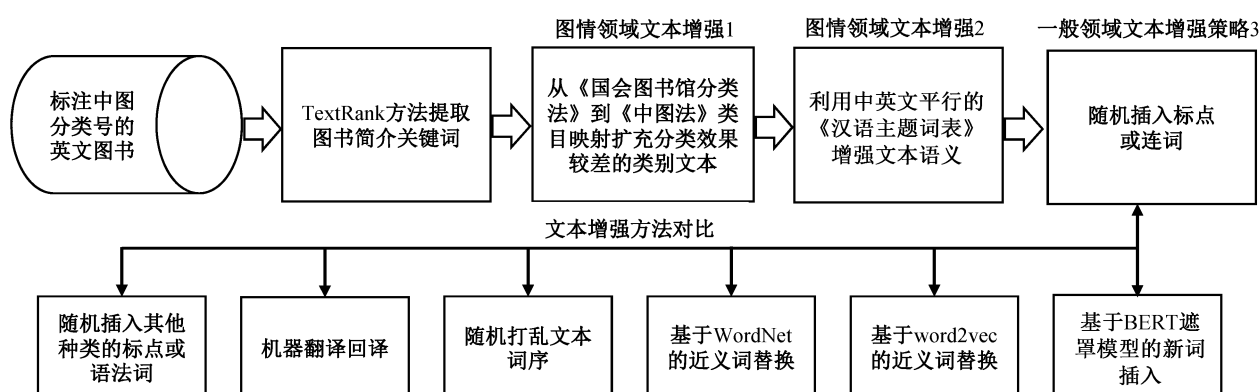 图情领域文本增强1
图情领域文本增强2
一般领域文本增强策略3
标注中图
分类号的
英文图书
TextRank方法提取
图书简介关键词
从《国会图书馆分类
法》到《中图法》类
目映射扩充分类效果
较差的类别文本
利用中英文平行的
《汉语主题词表》
增强文本语义
随机插入标点
或连词
文本增强方法对比
随机插入其他
种类的标点或
语法词
机器翻译回译
随机打乱文本
词序
基于WordNet
的近义词替换
基于word2vec
的近义词替换
基于BERT遮
罩模型的新词
插入